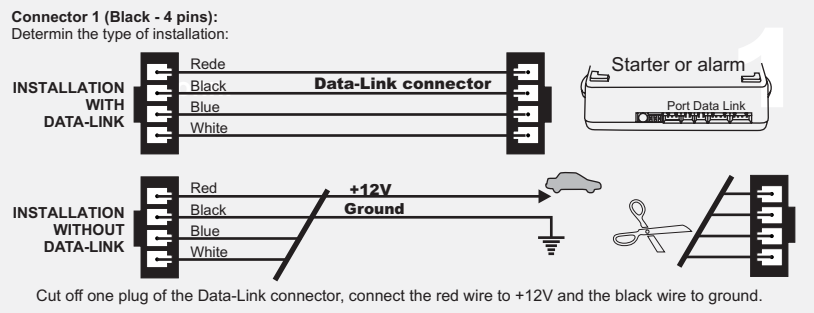 Connector 1 (Black - 4 pins):
Determin the type of installation:
1
INSTALLATION
WITH
DATA-LINK
Rede
Black
Blue
White
Data-Link connector
Starter or alarm
Port Data Link
INSTALLATION
WITHOUT
DATA-LINK
Red
Black
Blue
White
+12V
Ground
Cut off one plug of the Data-Link connector, connect the red wire to +12V and the black wire to ground.